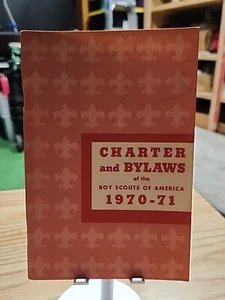 CHARTER
and BYLAWS
of the
BOY SCOUTS OF AMERICA
1970-71